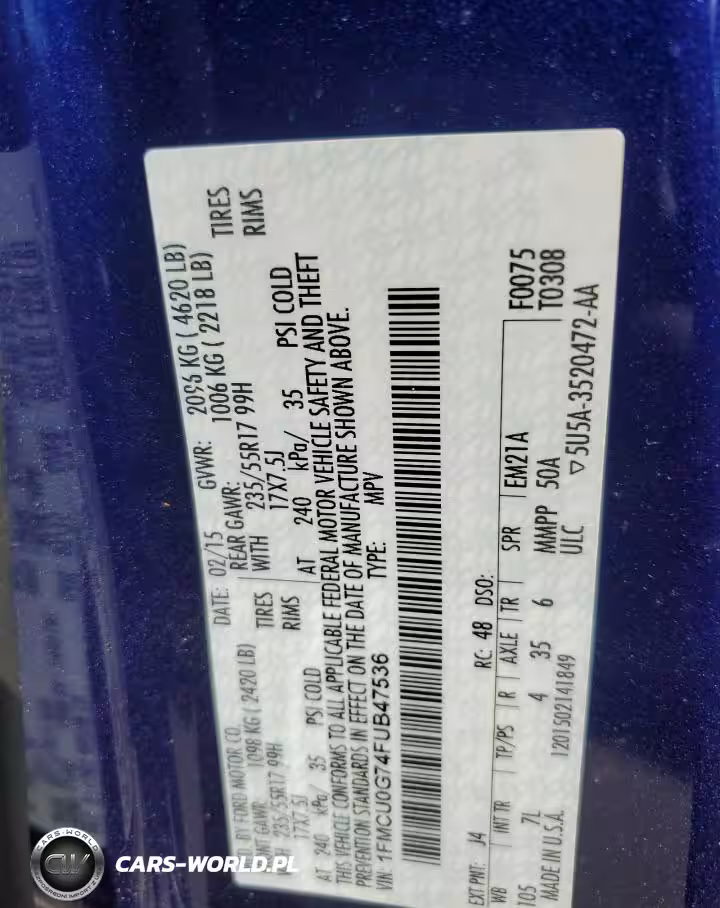 D. BY FORD MOTOR CO.
DATE: 02/15 GVWR: 2096 KG ( 4620 LB)
GAWR: 1098 KG ( 2420 LB) REAR GAWR: 1006 KG ( 2218 LB)
235/55R17 99H TIRES WITH 235/55R17 99H TIRES
17X7.5J RIMS 17X7.5J RIMS
AT 240 kPa/ 35 PSI COLD AT 240 kPa/ 35 PSI COLD
THIS VEHICLE CONFORMS TO ALL APPLICABLE FEDERAL MOTOR VEHICLE SAFETY AND THEFT
PREVENTION STANDARDS IN EFFECT ON THE DATE OF MANUFACTURE SHOWN ABOVE.
VIN: 1FMCU0G74FUB47536 TYPE: MPV
EXT PNT: J4 RC: 48 DSO:
WB INT TR TP/PS R AXLE TR SPR EM21A F0075
105 7L 4 35 6 MMPP 50A T0308
ULC
MADE IN U.S.A. 1201502141849 ▽5U5A-3520472-AA
CARS-WORLD
CW
CARS-WORLD.PL